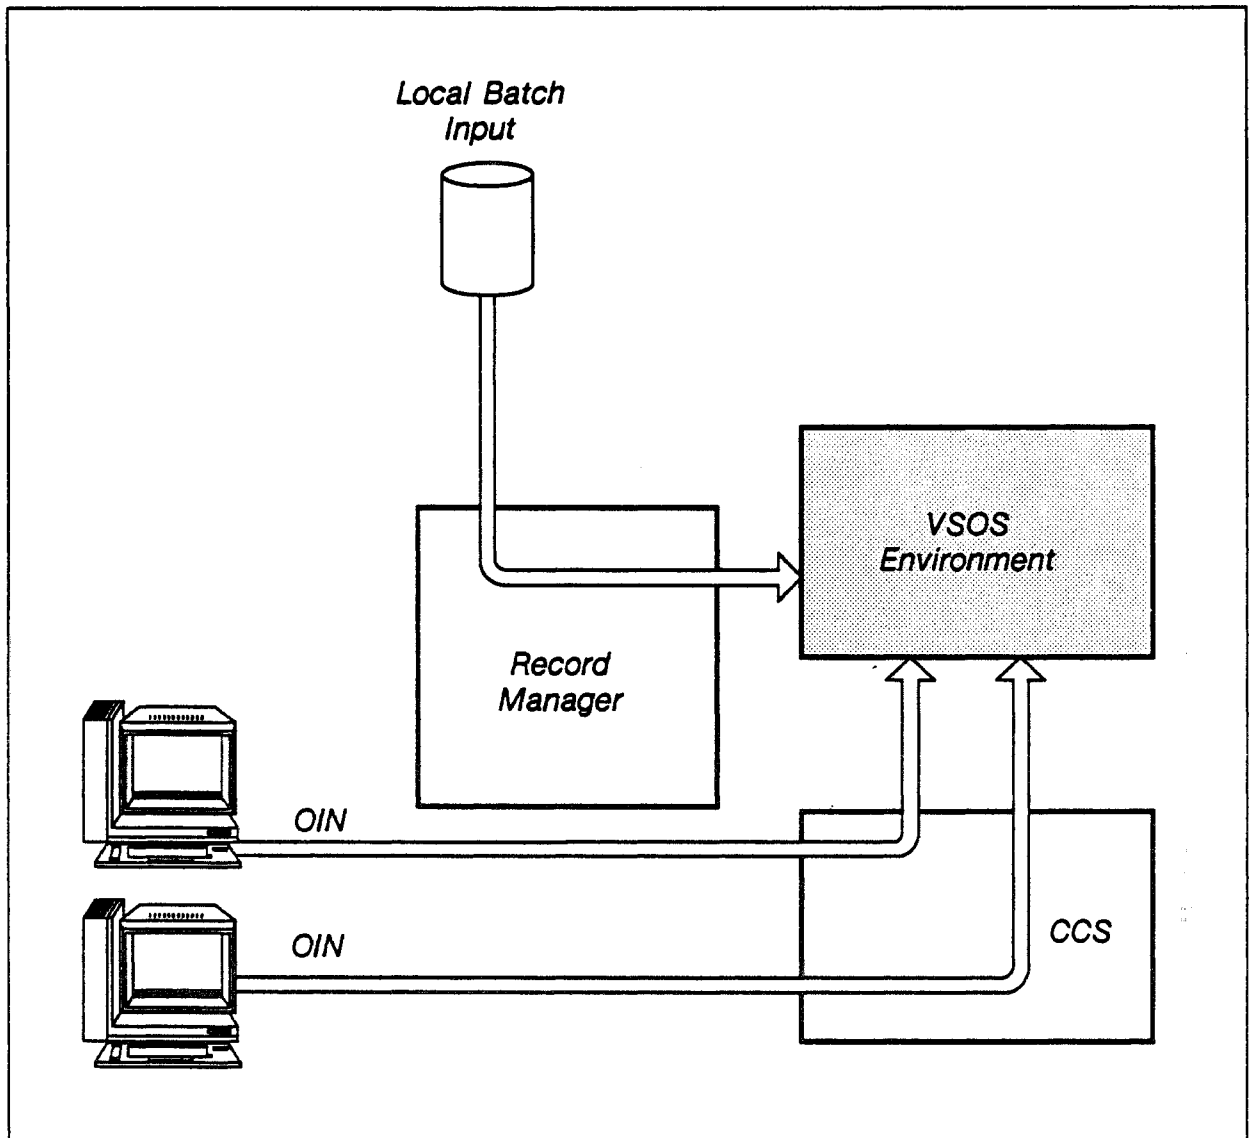 Local Batch
Input
VSOS
Environment
Record
Manager
OIN
OIN
CCS